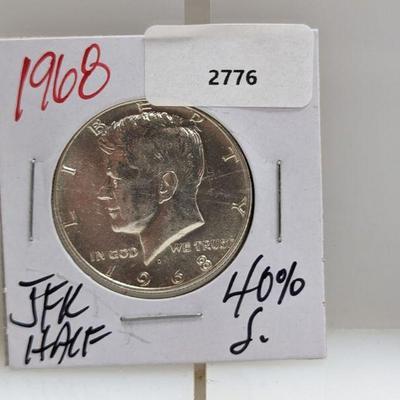 1968
2776
LIBERTY
IN GOD WE TRUST
D
1968
JFK
HALF
40%
S.